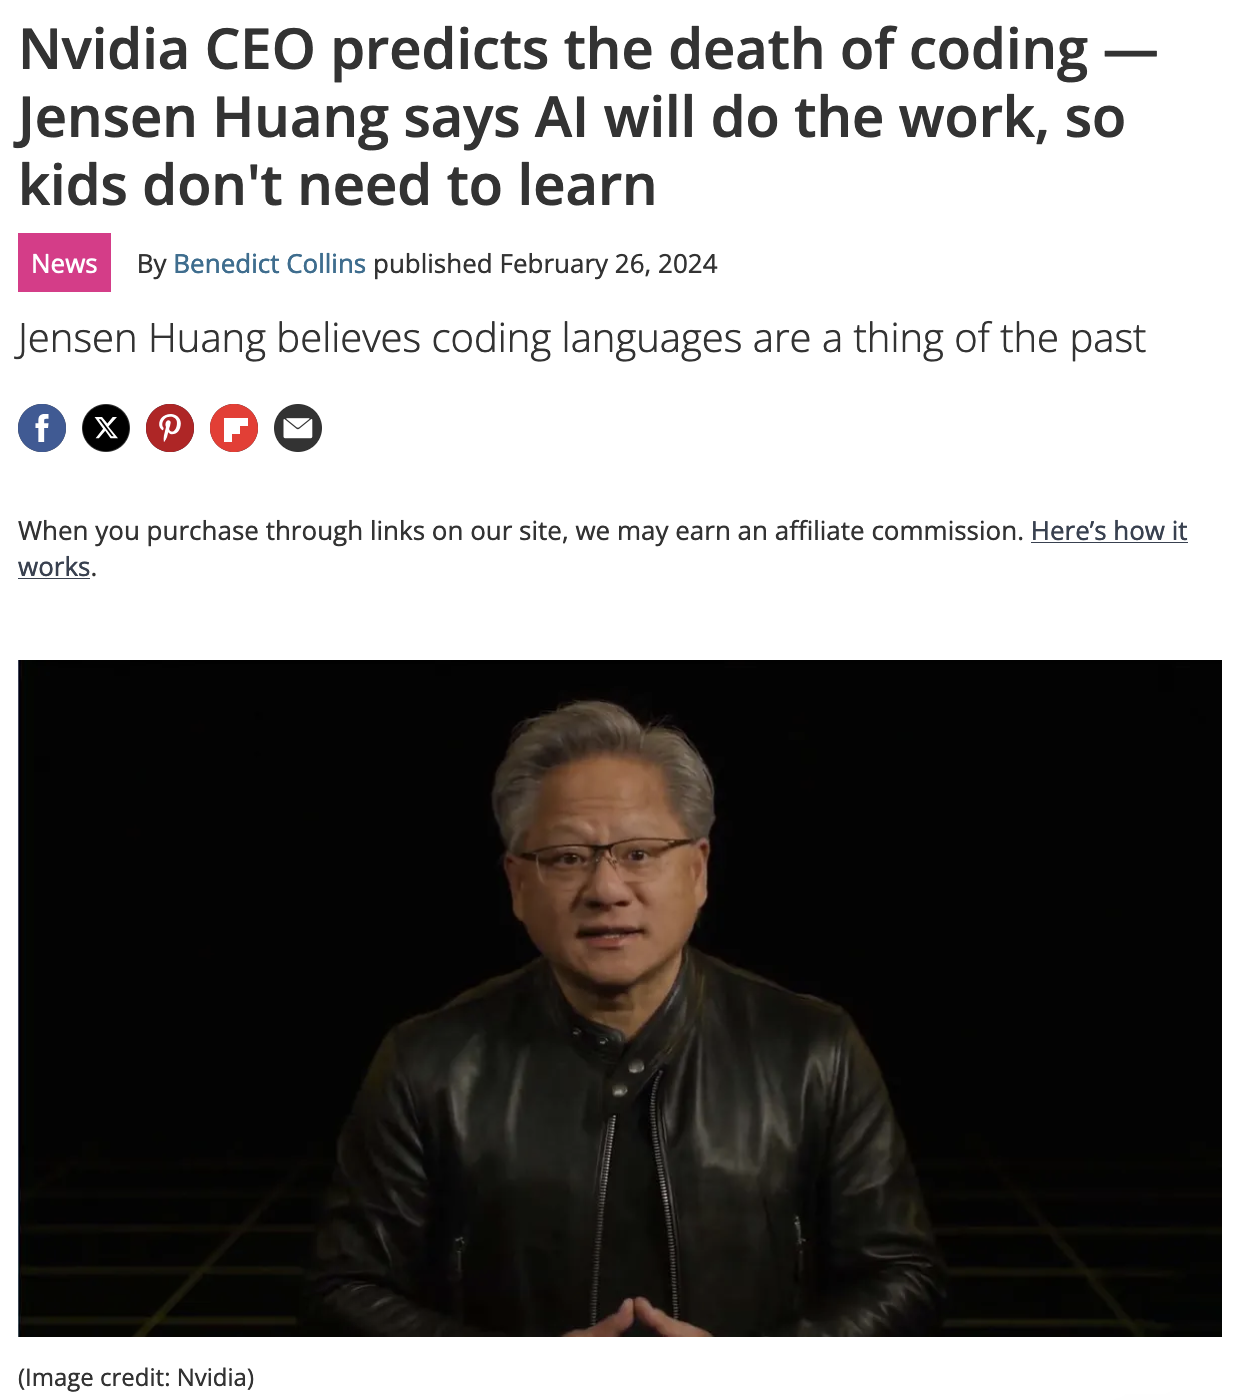 Nvidia CEO predicts the death of coding —
Jensen Huang says AI will do the work, so
kids don't need to learn
News
By Benedict Collins published February 26, 2024
Jensen Huang believes coding languages are a thing of the past
When you purchase through links on our site, we may earn an affiliate commission. Here’s how it
works.
(Image credit: Nvidia)